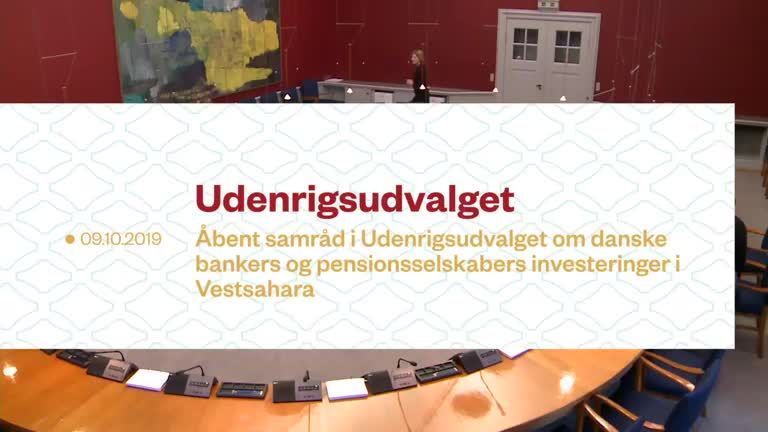 Udenrigsudvalget
09.10.2019
Åbent samråd i Udenrigsudvalget om danske
bankers og pensionsselskabers investeringer i
Vestsahara